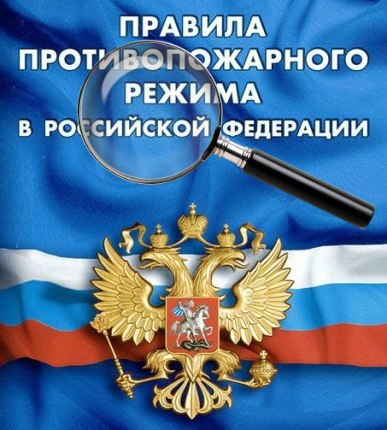 ПРАВИЛА
ПРОТИВОПОЖАРНОГО
РЕЖИМА
В РОССИЙСКОЙ ФЕДЕРАЦИИ